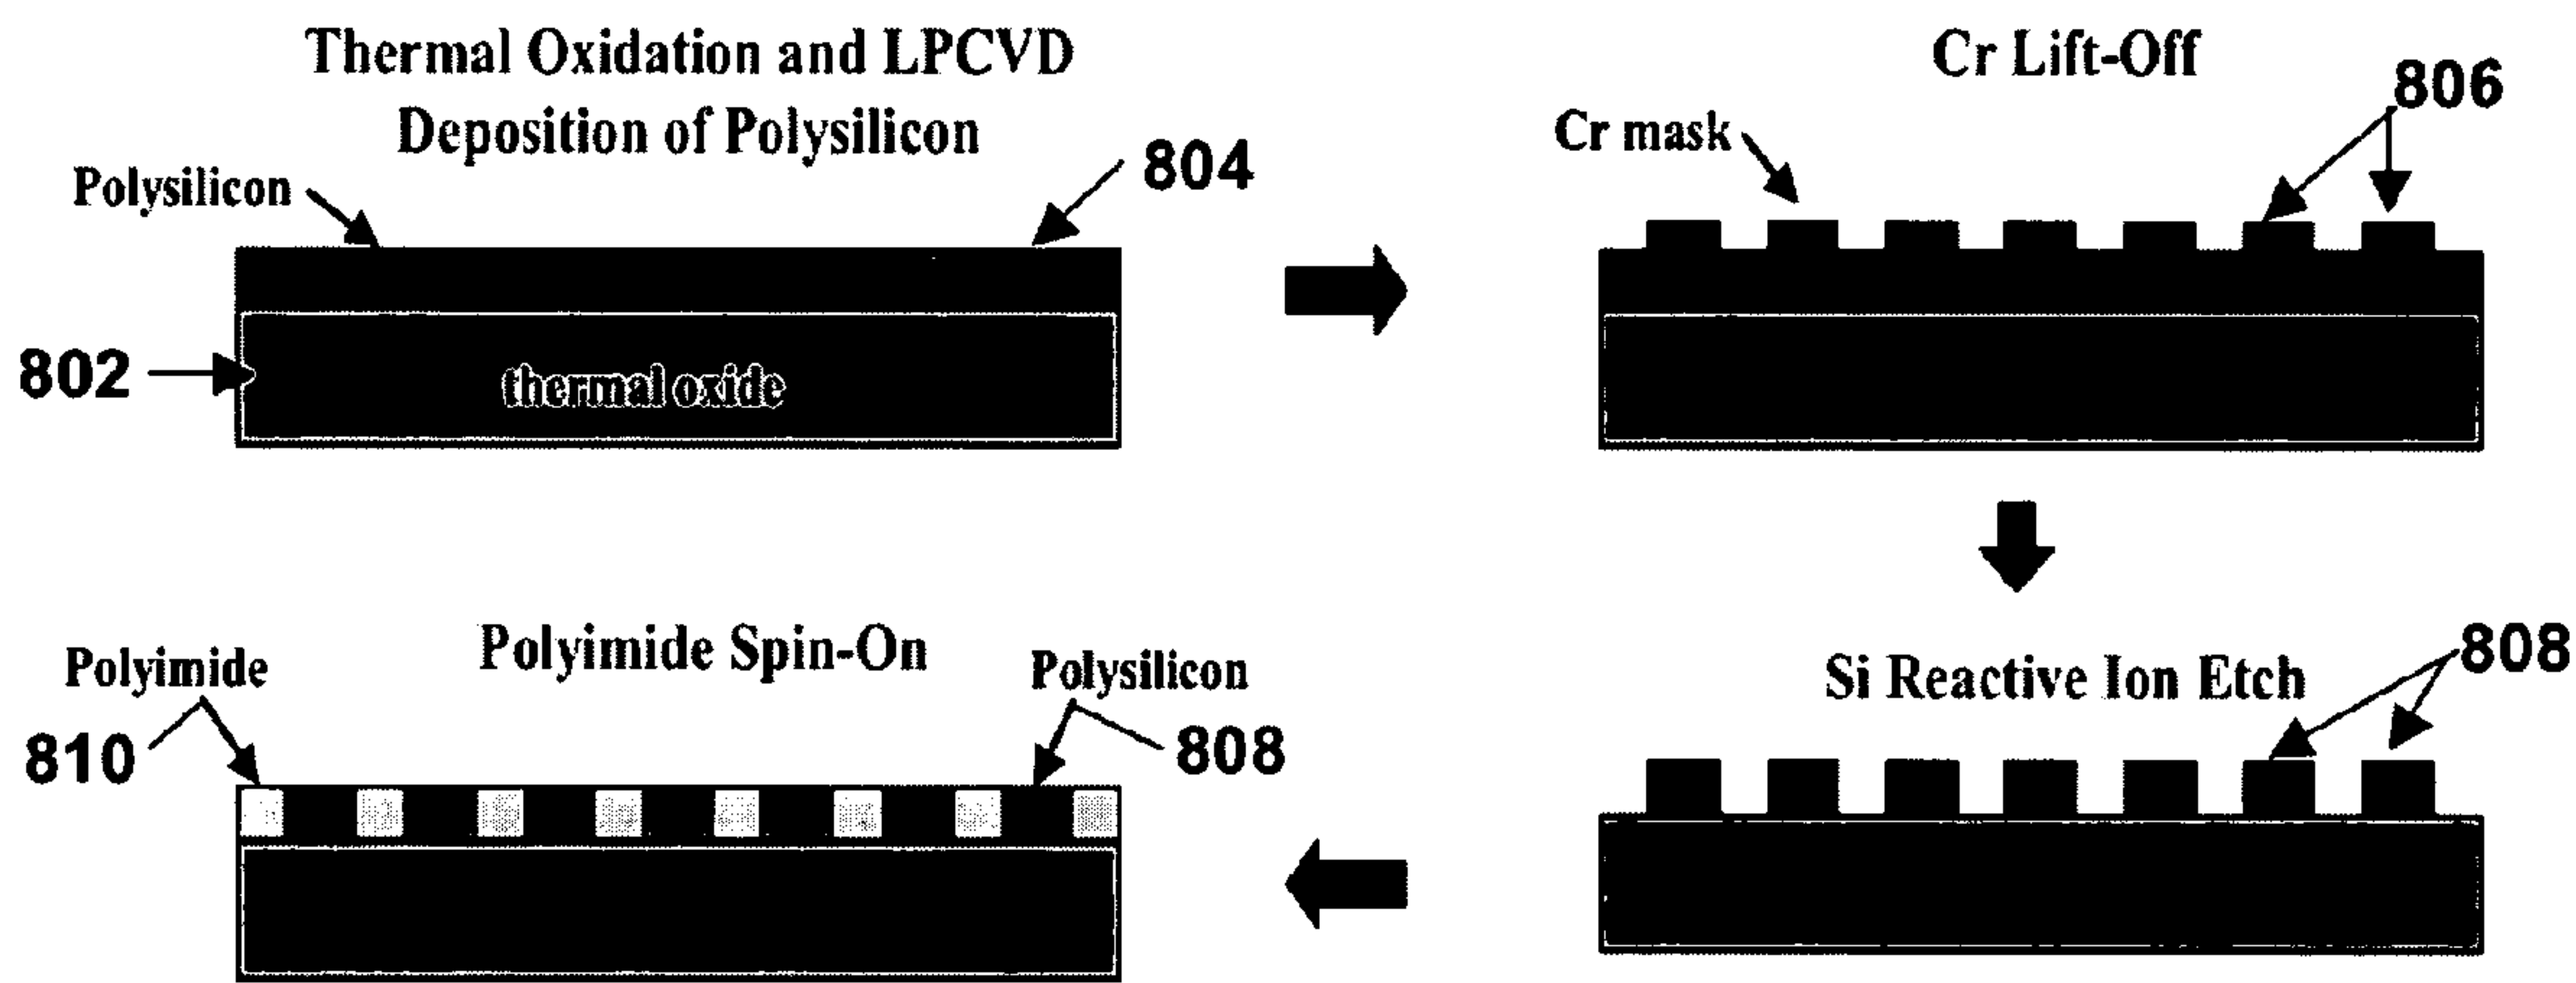 Thermal Oxidation and LPCVD
Deposition of Polysilicon
Polysilicon
804
802
thermal oxide
Cr Lift-Off
806
Cr mask
Si Reactive Ion Etch
808
Polyimide Spin-On
Polyimide
810
Polysilicon
808